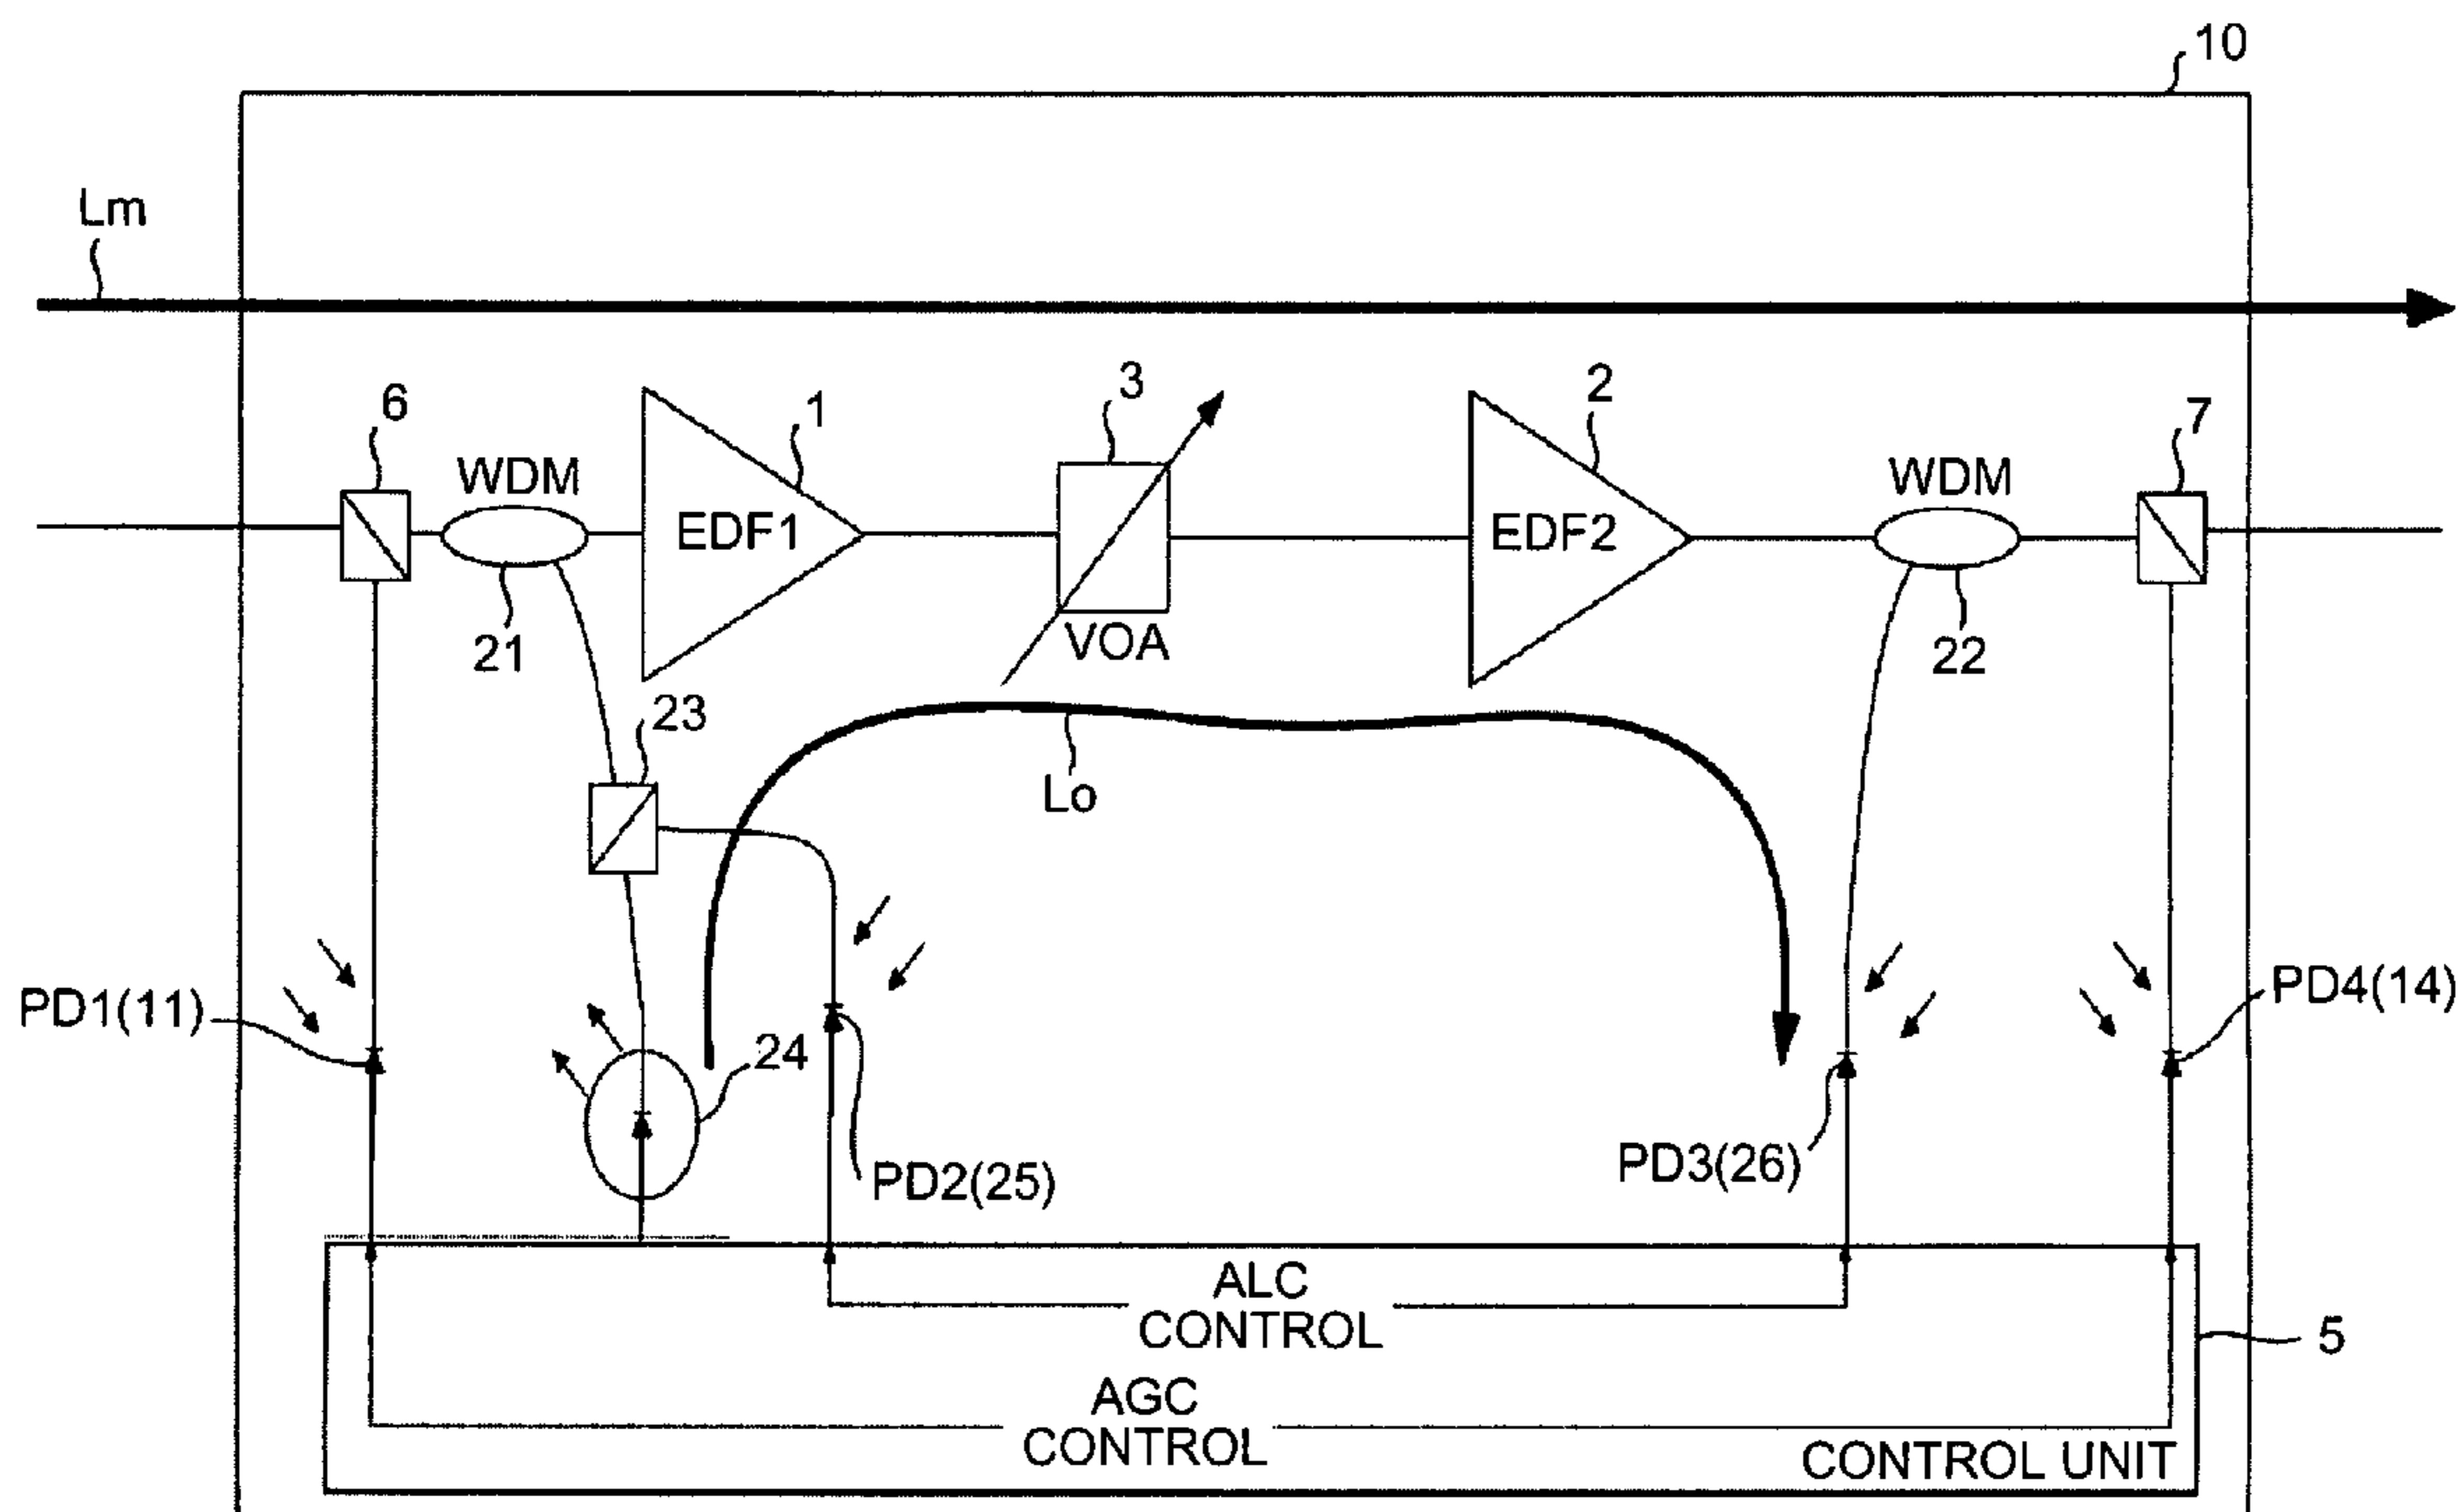 10
Lm
6
WDM
1
3
2
WDM
7
EDF1
EDF2
21
VOA
22
23
Lo
PD1(11)
24
PD4(14)
PD2(25)
PD3(26)
ALC
CONTROL
5
AGC
CONTROL
CONTROL UNIT